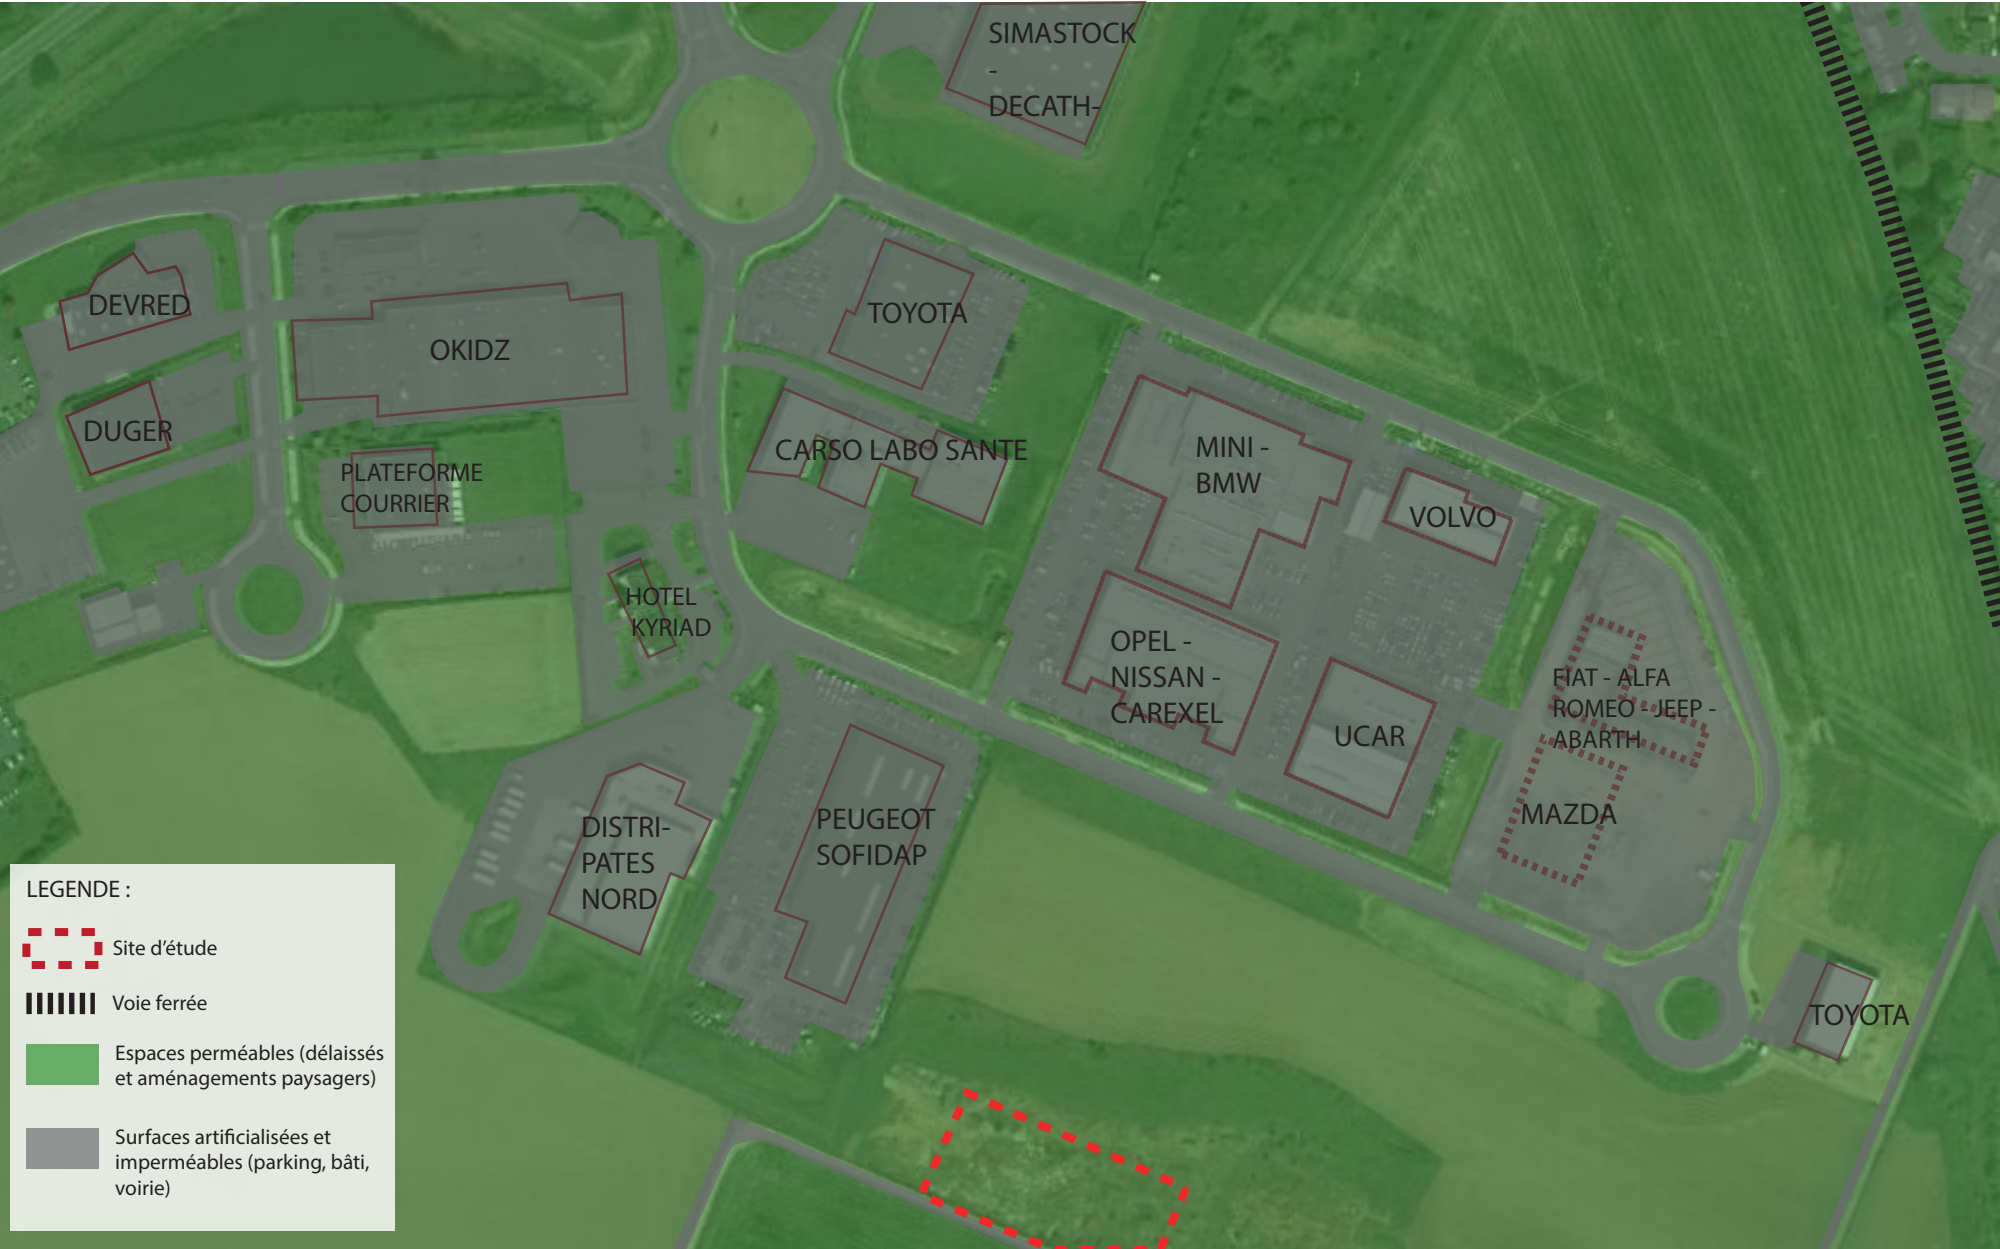 SIMASTOCK
-
DECATH-
DEVRED
OKIDZ
TOYOTA
DUGER
PLATEFORME
COURRIER
CARSO LABO SANTE
MINI -
BMW
VOLVO
HOTEL
KYRIAD
OPEL -
NISSAN -
CAREXEL
UCAR
FIAT - ALFA
ROMEO - JEEP -
ABARTH
MAZDA
DISTRI-
PATES
NORD
PEUGEOT
SOFIDAP
TOYOTA
LEGENDE :
Site d'étude
Voie ferrée
Espaces perméables (délaissés
et aménagements paysagers)
Surfaces artificialisées et
imperméables (parking, bâti,
voirie)